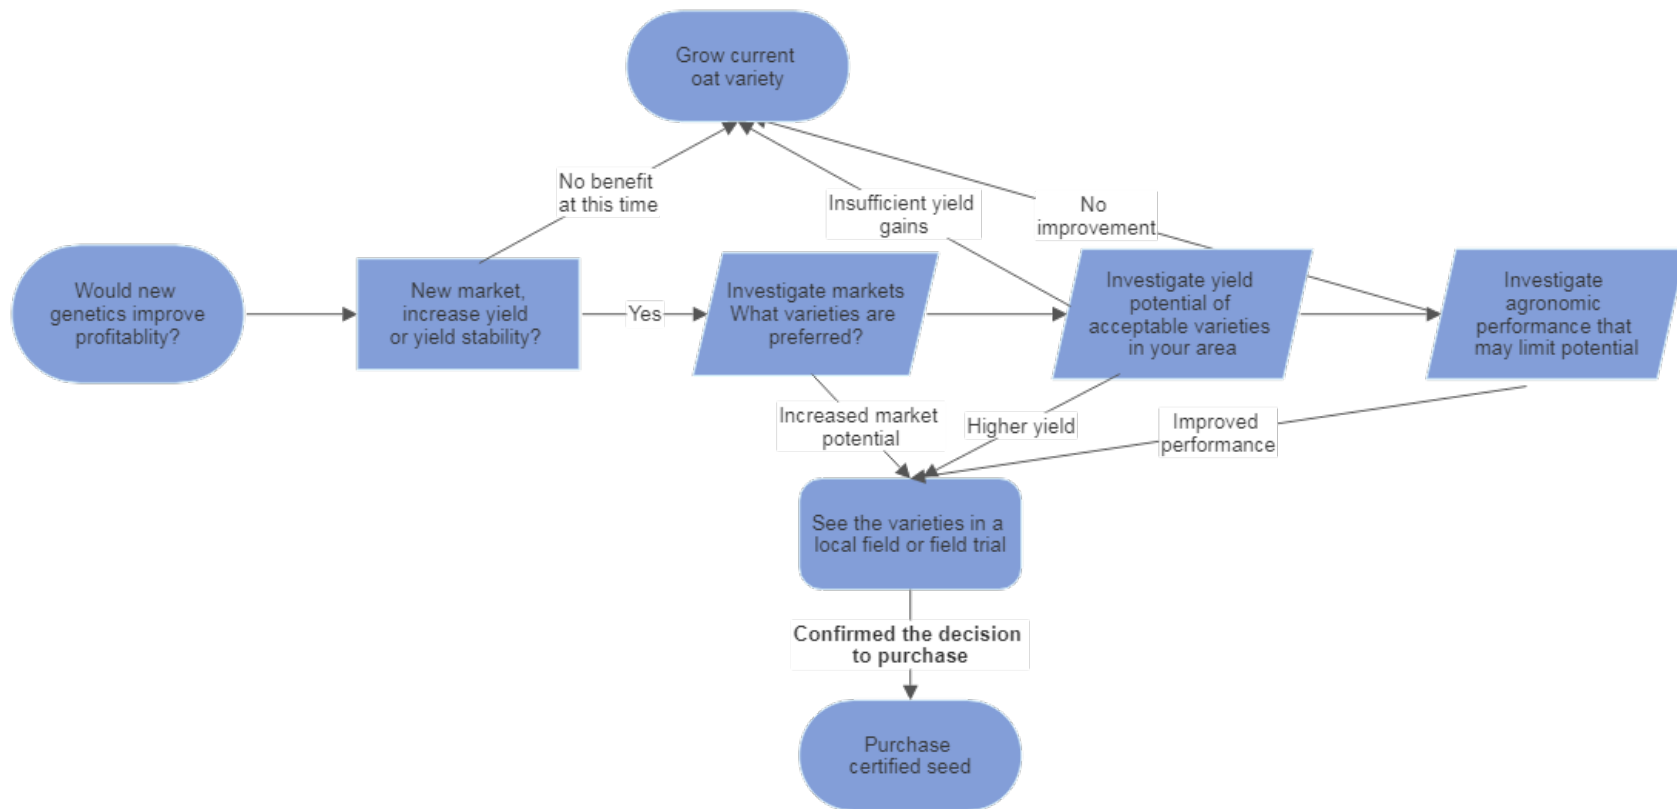 Grow current
oat variety
No benefit
at this time
Insufficient yield
gains
No
improvement
Would new
genetics improve
profitablity?
New market,
increase yield
or yield stability?
Yes
Investigate markets
What varieties are
preferred?
Investigate yield
potential of
acceptable varieties
in your area
Investigate
agronomic
performance that
may limit potential
Increased market
potential
Higher yield
Improved
performance
See the varieties in a
local field or field trial
Confirmed the decision
to purchase
Purchase
certified seed